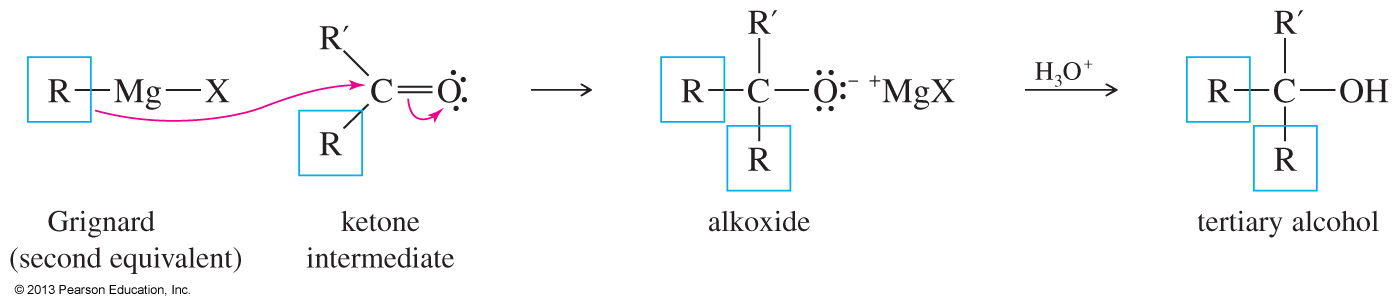 R′ R′ R′
R—Mg—X C=O R—C—O⁻ ⁺MgX H₃O⁺ R—C—OH
R R R
Grignard ketone alkoxide tertiary alcohol
(second equivalent) intermediate
© 2013 Pearson Education, Inc.